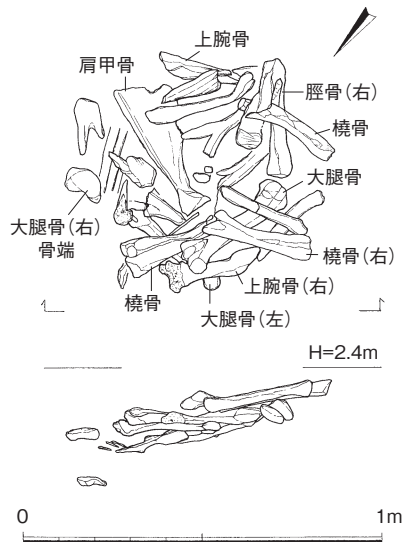 上腕骨
肩甲骨
脛骨（右）
橈骨
大腿骨
大腿骨（右）
骨端
橈骨（右）
上腕骨（右）
橈骨
大腿骨（左）
H=2.4m
0
1m